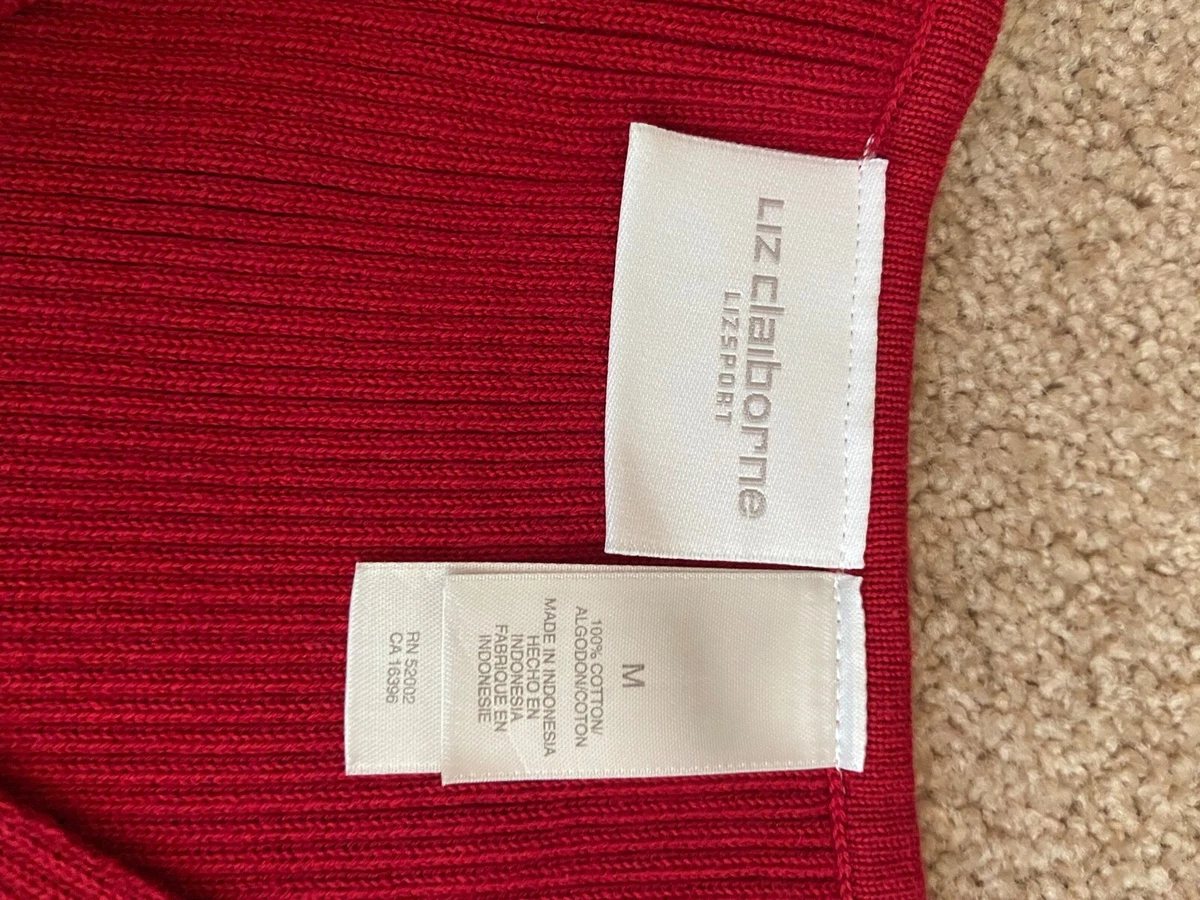 LIZ claiborne
LIZSPORT
M
100% COTTON/
ALGODON/COTON
MADE IN INDONESIA
HECHO EN
INDONESIA
FABRIQUE EN
INDONESIE
RN 52002
CA 16396